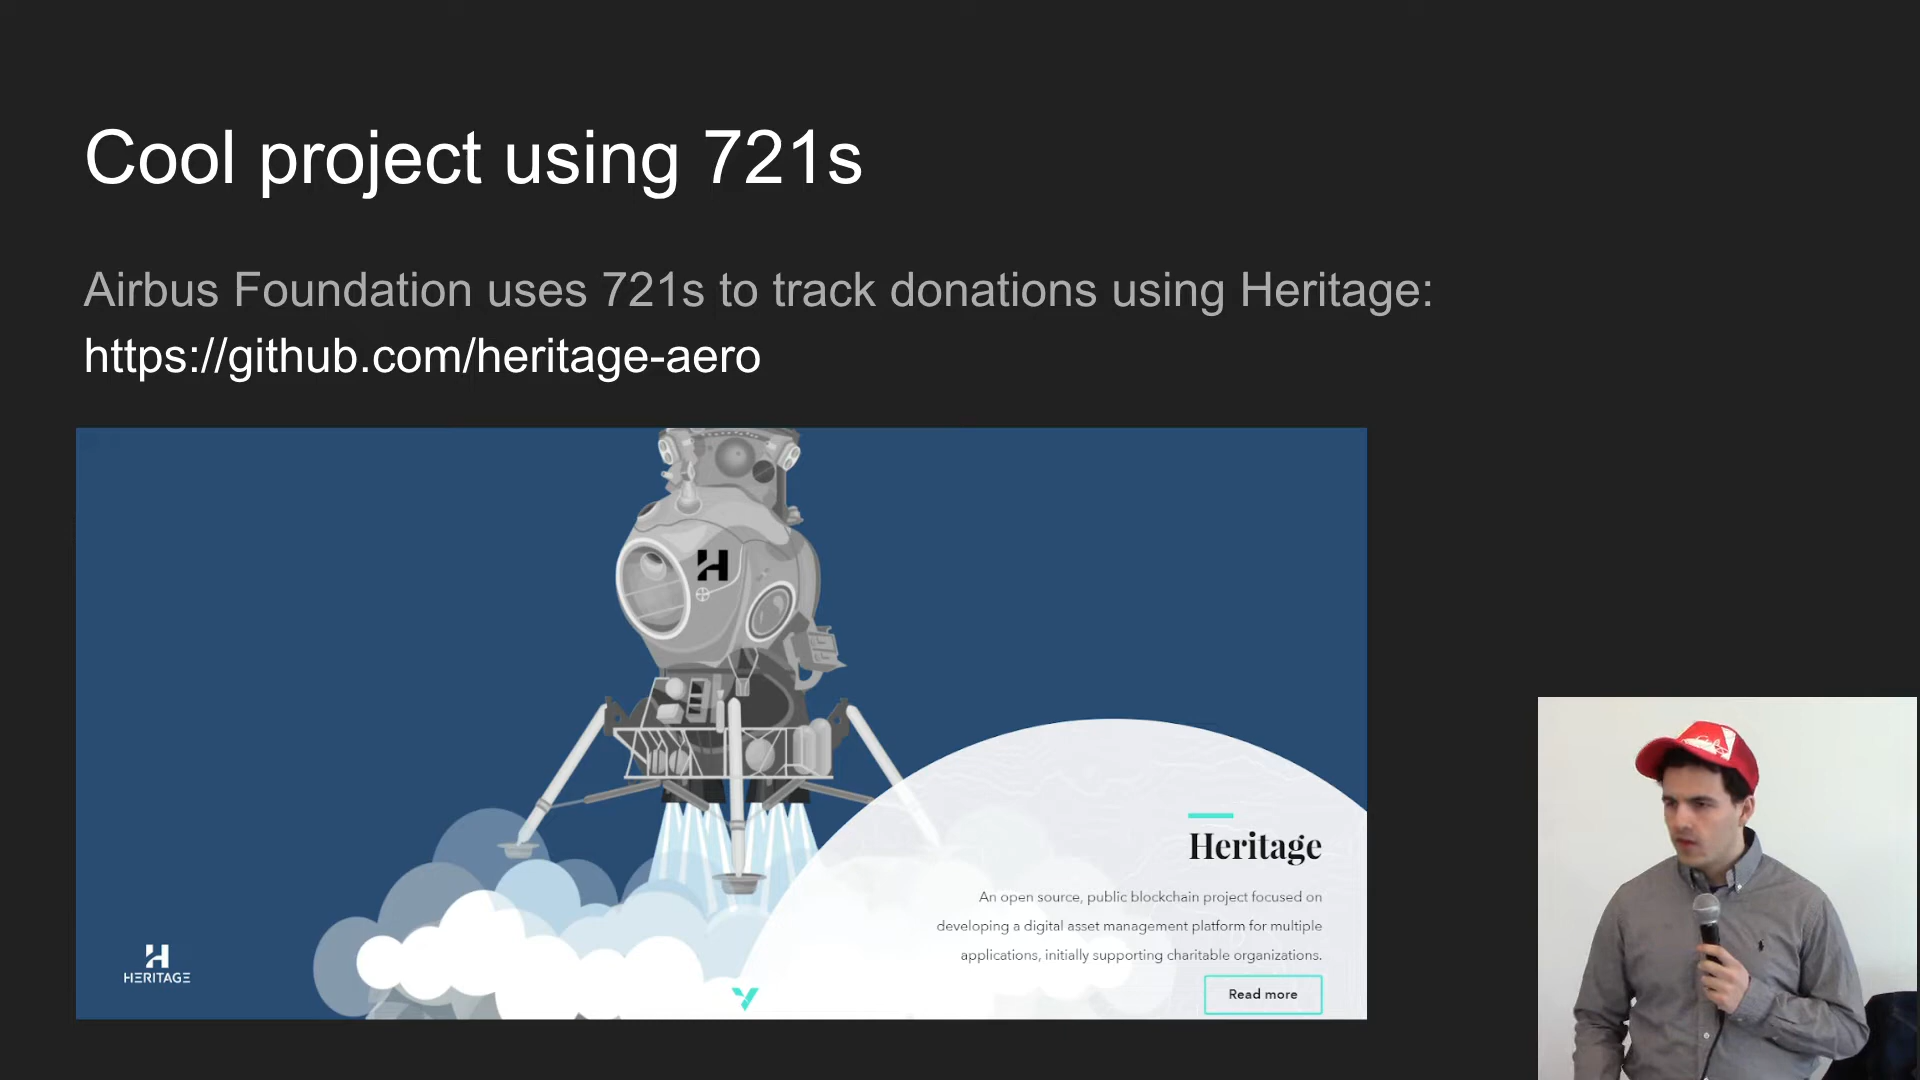 Cool project using 721s
Airbus Foundation uses 721s to track donations using Heritage:
https://github.com/heritage-aero
H
Heritage
An open source, public blockchain project focused on
developing a digital asset management platform for multiple
applications, initially supporting charitable organizations.
Read more
H
HERITAGE